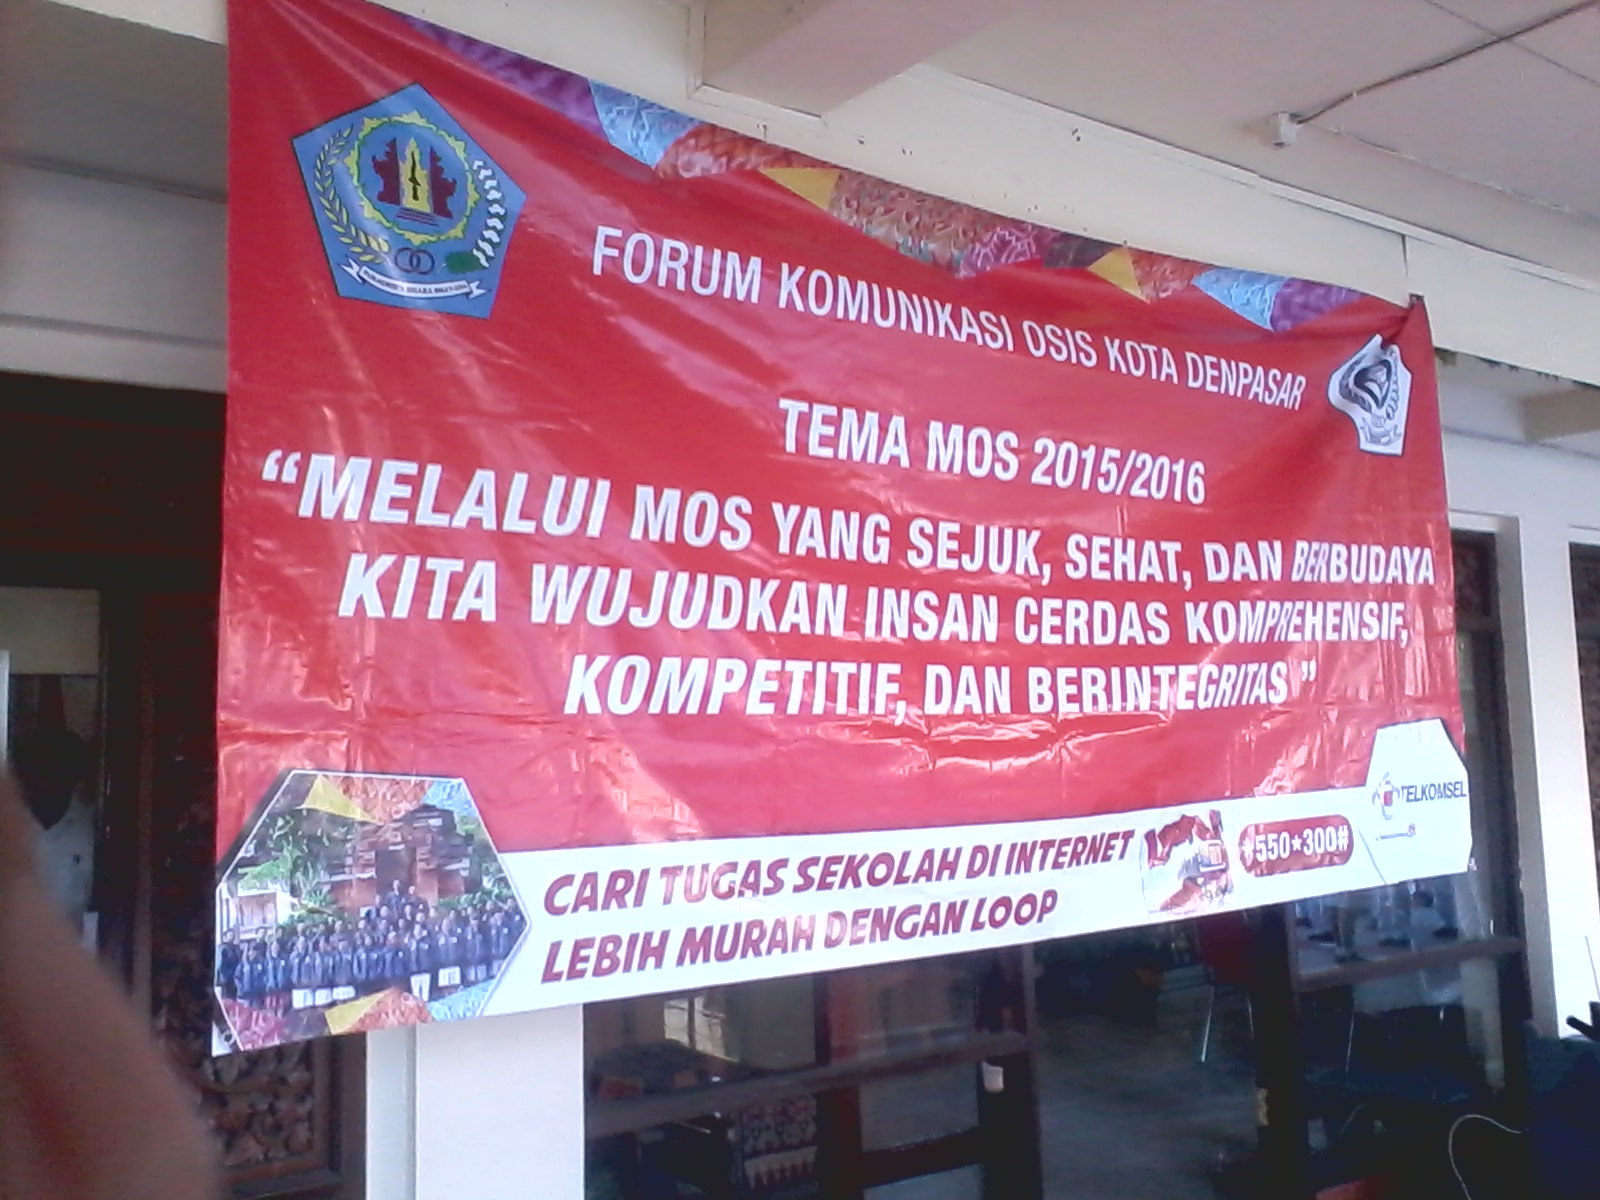 FORUM KOMUNIKASI OSIS KOTA DENPASAR
TEMA MOS 2015/2016
“MELALUI MOS YANG SEJUK, SEHAT, DAN BERBUDAYA
KITA WUJUDKAN INSAN CERDAS KOMPREHENSIF,
KOMPETITIF, DAN BERINTEGRITAS ”
CARI TUGAS SEKOLAH DI INTERNET
LEBIH MURAH DENGAN LOOP
*550*300#
TELKOMSEL